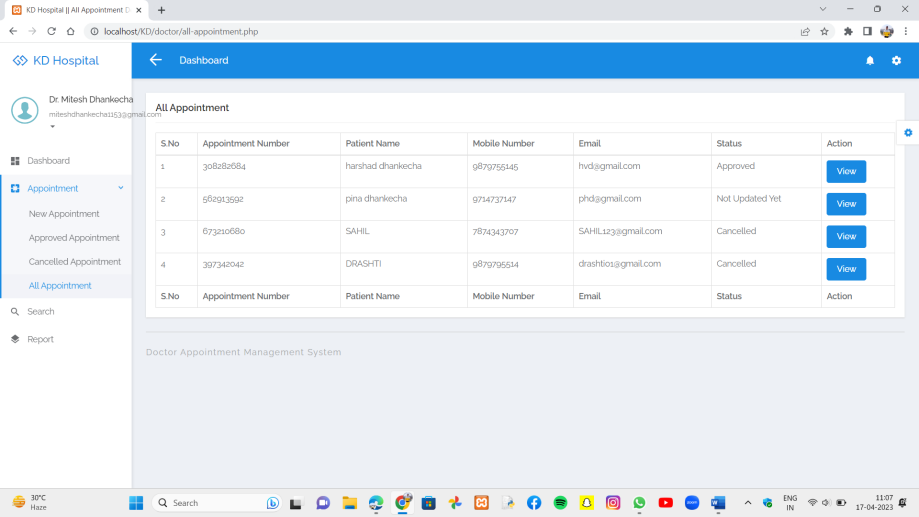 KD Hospital || All Appointment D
localhost/KD/doctor/all-appointment.php
KD Hospital
Dashboard
Dr. Mitesh Dhankecha
miteshdhankecha1153@gmail.com
Dashboard
Appointment
New Appointment
Approved Appointment
Cancelled Appointment
All Appointment
Search
Report
All Appointment
S.No Appointment Number Patient Name Mobile Number Email Status Action
1 308282684 harshad dhankecha 9879755145 hvd@gmail.com Approved View
2 562913592 pina dhankecha 9714737147 phd@gmail.com Not Updated Yet View
3 673210680 SAHIL 7874343707 SAHIL123@gmail.com Cancelled View
4 397342042 DRASHTI 9879795514 drashti01@gmail.com Cancelled View
S.No Appointment Number Patient Name Mobile Number Email Status Action
Doctor Appointment Management System
30°C
Haze
Search
zoom
ENG
IN
11:07
17-04-2023